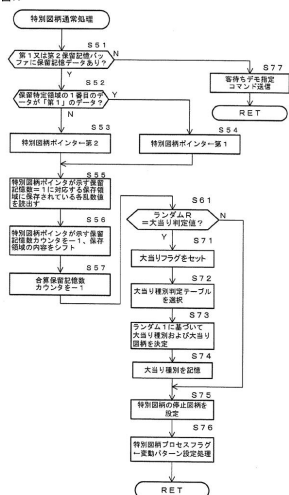 特別図柄通常処理
S51
第1又は第2保留記憶バッ
ファに保留記憶データあり?
N
Y
S77
客待ちデモ指定
コマンド送信
RET
S52
保留特定領域の1番目のデ
ータが「第1」のデータ?
Y
N
S53
特別図柄ポインター第2
S54
特別図柄ポインター第1
S55
特別図柄ポインタが示す保留
記憶数=1に対応する保存領
域に保存されている各乱数値
を読出す
S56
特別図柄ポインタが示す保留
記憶数カウンタを-1、保存
領域の内容をシフト
S57
合算保留記憶数
カウンタを-1
S61
ランダムR
=大当り判定値?
N
Y
S71
大当りフラグをセット
S72
大当り種別判定テーブル
を選択
S73
ランダム1に基づいて
大当り種別および大当り
図柄を決定
S74
大当り種別を記憶
S75
特別図柄の停止図柄を
設定
S76
特別図柄プロセスフラグ
←変動パターン設定処理
RET